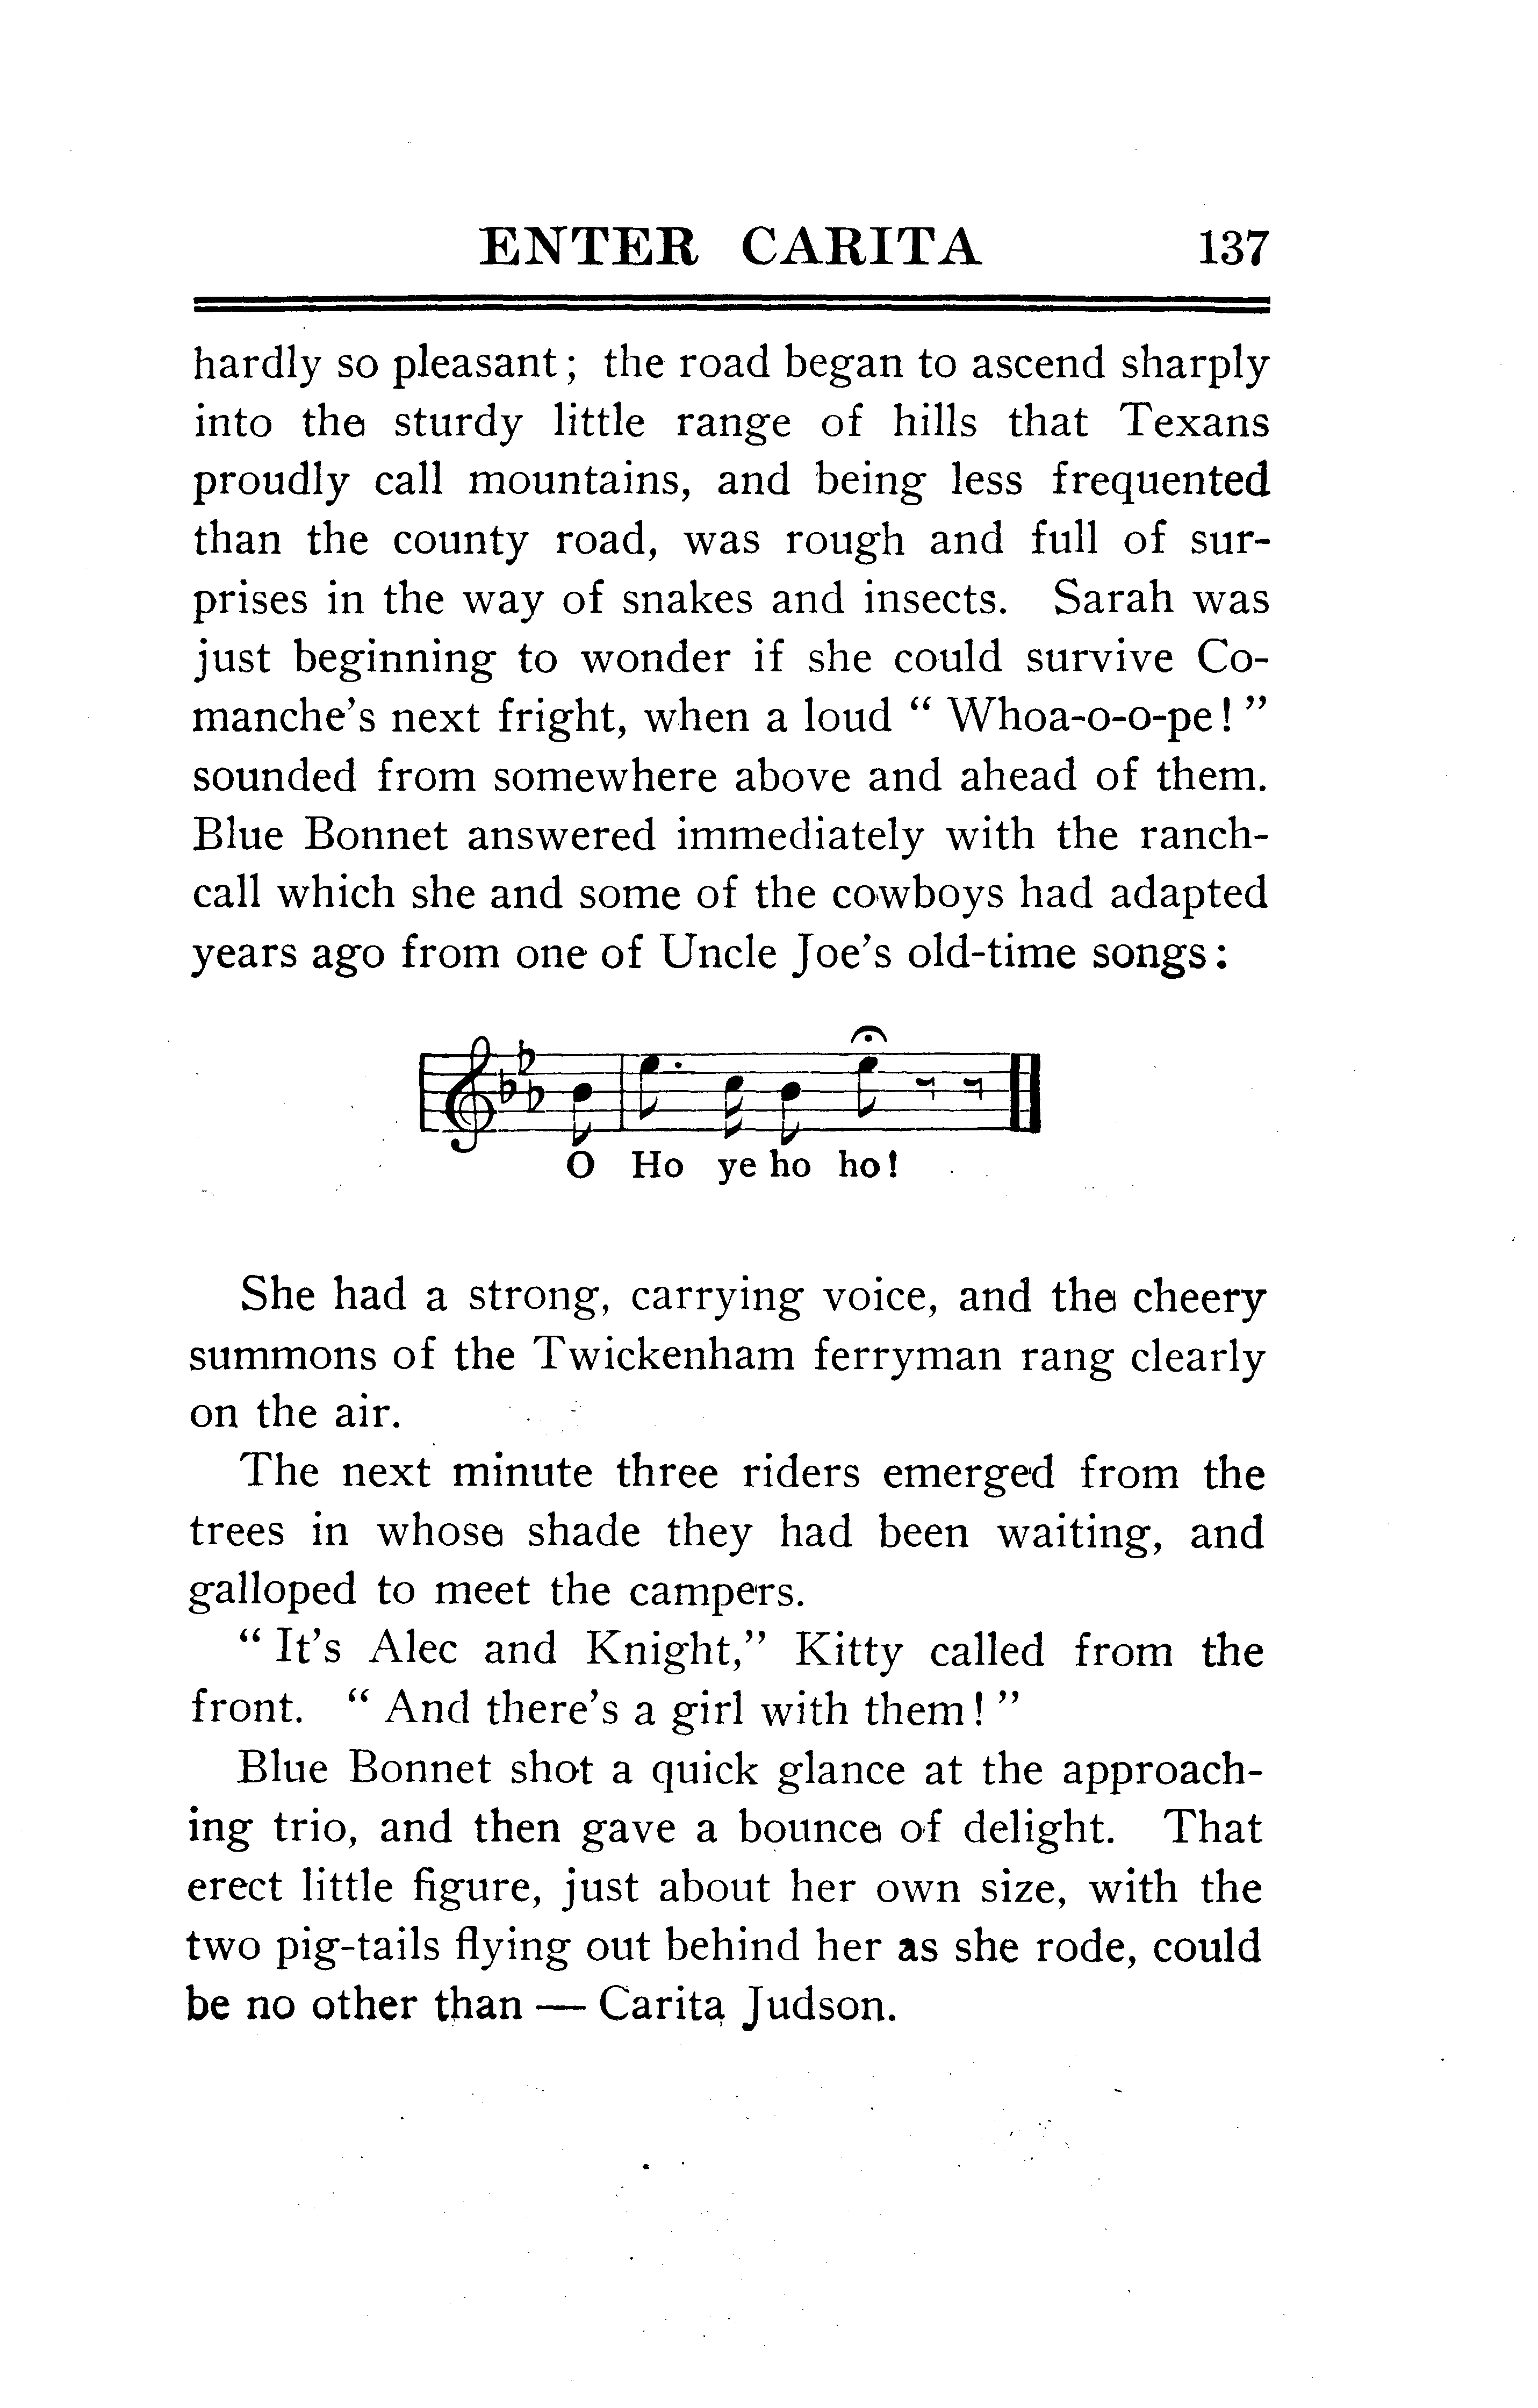 ENTER CARITA 137
hardly so pleasant; the road began to ascend sharply
into the sturdy little range of hills that Texans
proudly call mountains, and being less frequented
than the county road, was rough and full of sur-
prises in the way of snakes and insects. Sarah was
just beginning to wonder if she could survive Co-
manche's next fright, when a loud “ Whoa-o-o-pe! ”
sounded from somewhere above and ahead of them.
Blue Bonnet answered immediately with the ranch-
call which she and some of the cowboys had adapted
years ago from one of Uncle Joe's old-time songs:
O Ho ye ho ho!
She had a strong, carrying voice, and the cheery
summons of the Twickenham ferryman rang clearly
on the air.
The next minute three riders emerged from the
trees in whose shade they had been waiting, and
galloped to meet the campers.
“ It's Alec and Knight,” Kitty called from the
front. “ And there's a girl with them! ”
Blue Bonnet shot a quick glance at the approach-
ing trio, and then gave a bounce of delight. That
erect little figure, just about her own size, with the
two pig-tails flying out behind her as she rode, could
be no other than — Carita Judson.